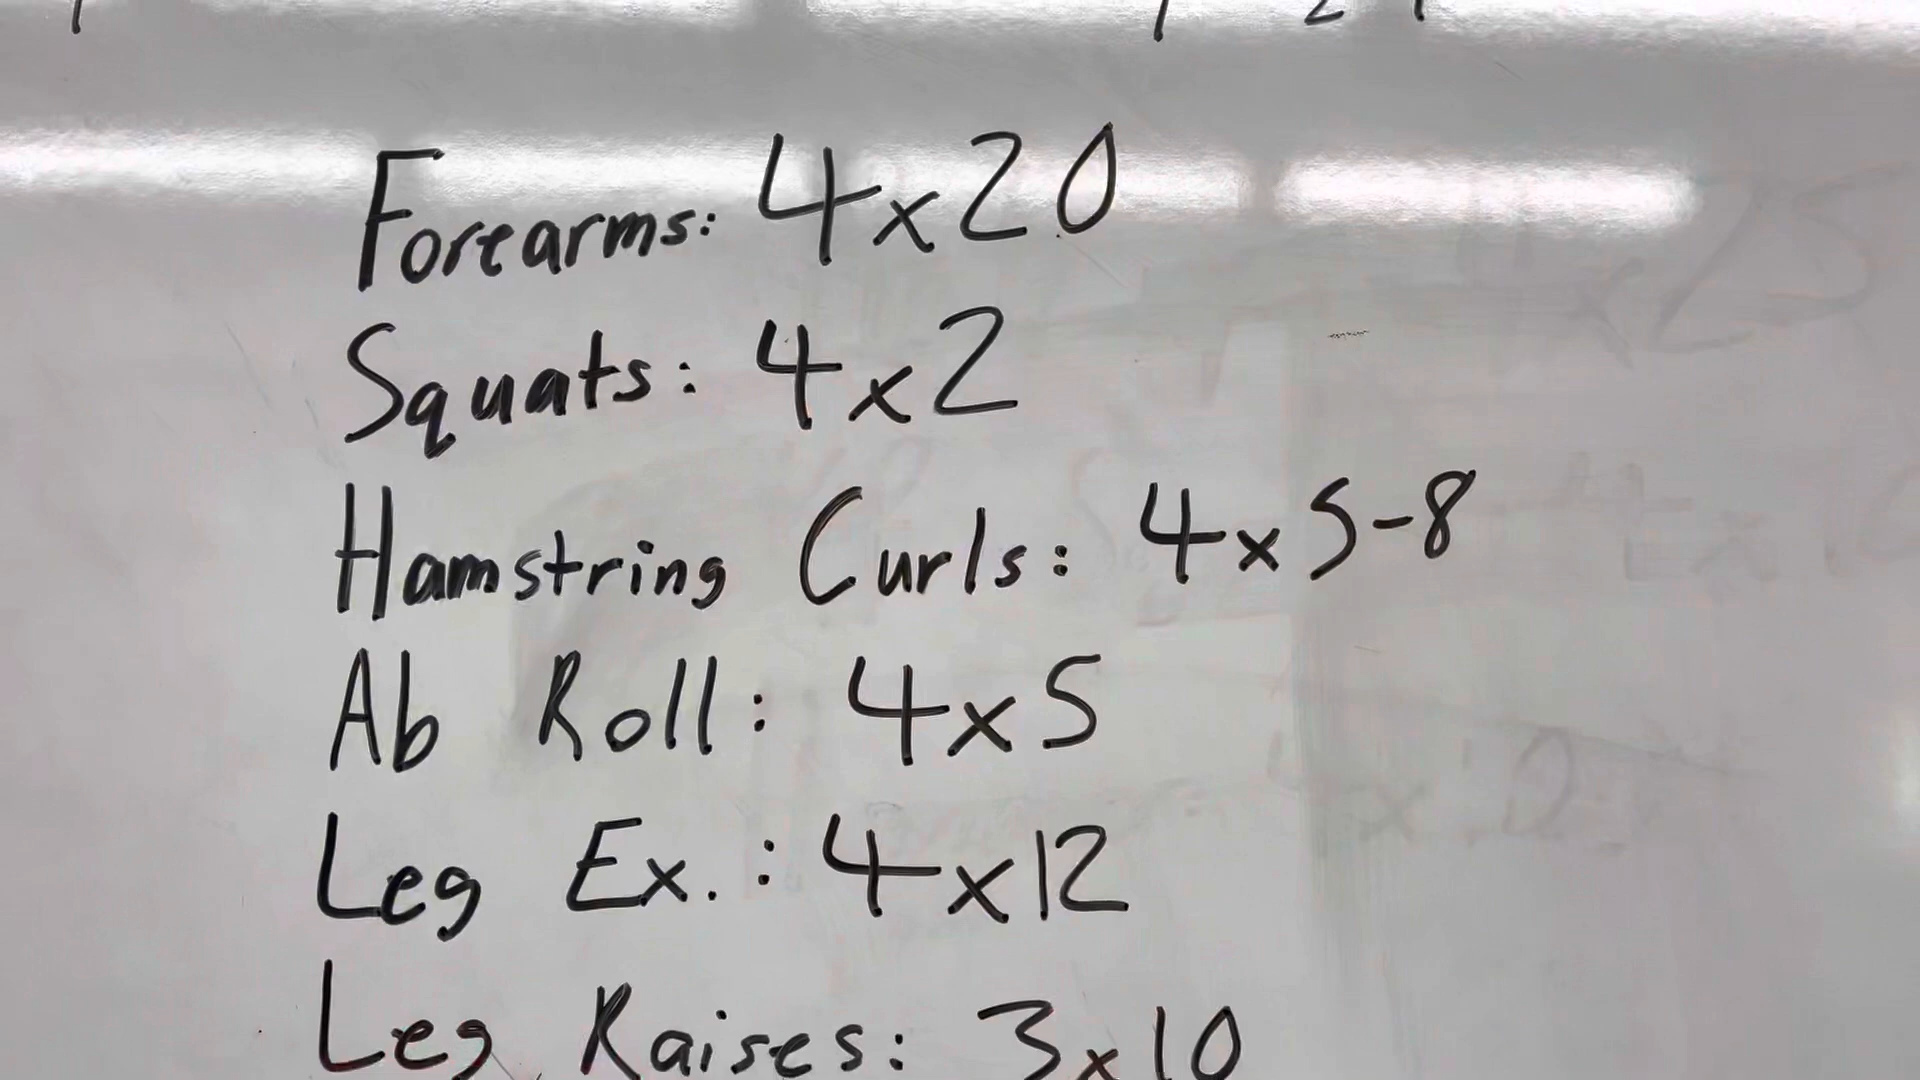 Forearms: 4x20
Squats: 4x2
Hamstring Curls: 4x5-8
Ab Roll: 4x5
Leg Ex.: 4x12
Leg Raises: 3x10